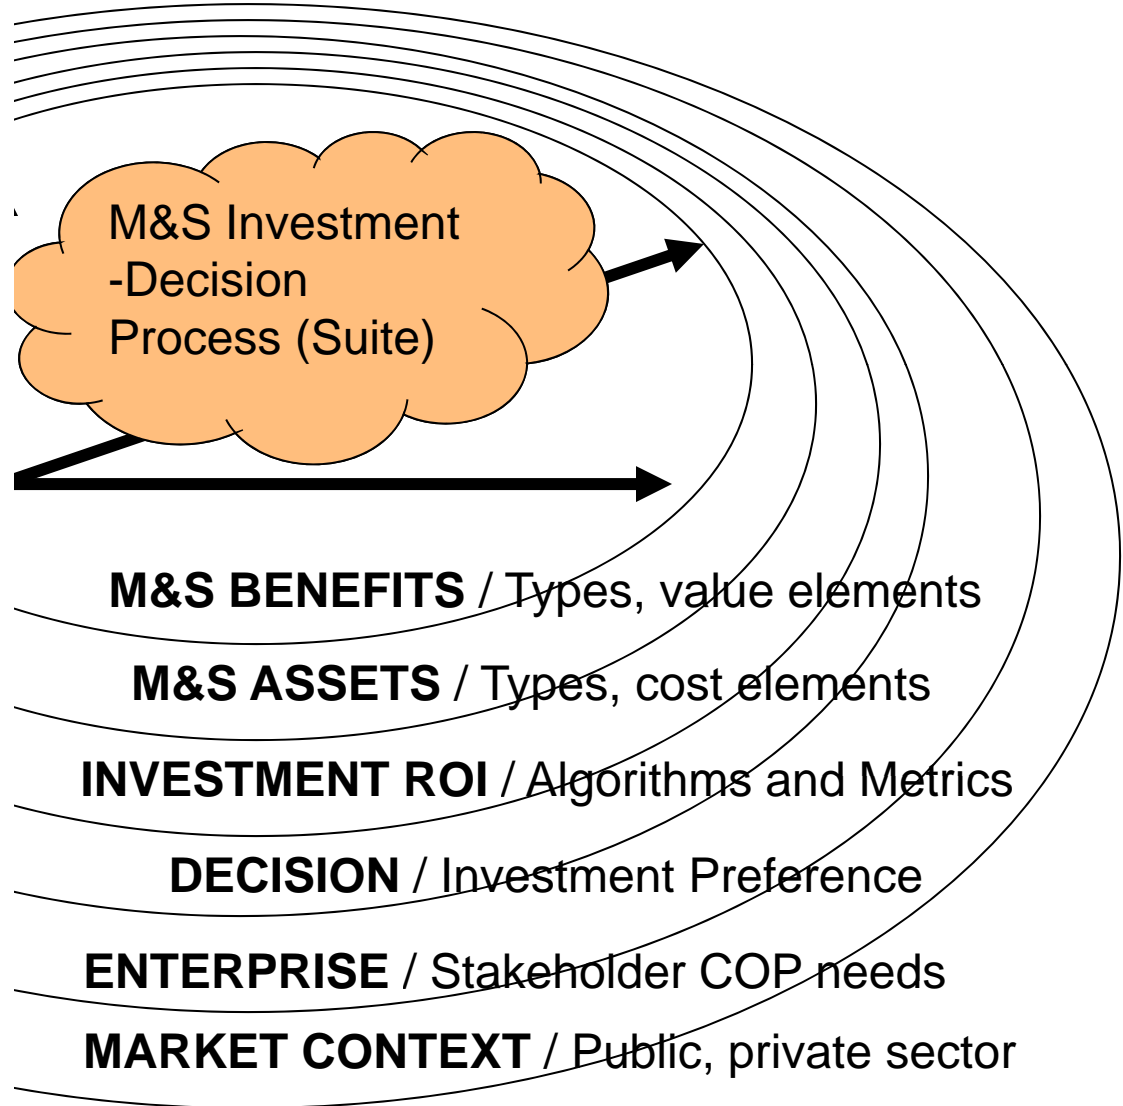 M&S Investment
-Decision
Process (Suite)
M&S BENEFITS / Types, value elements
M&S ASSETS / Types, cost elements
INVESTMENT ROI / Algorithms and Metrics
DECISION / Investment Preference
ENTERPRISE / Stakeholder COP needs
MARKET CONTEXT / Public, private sector